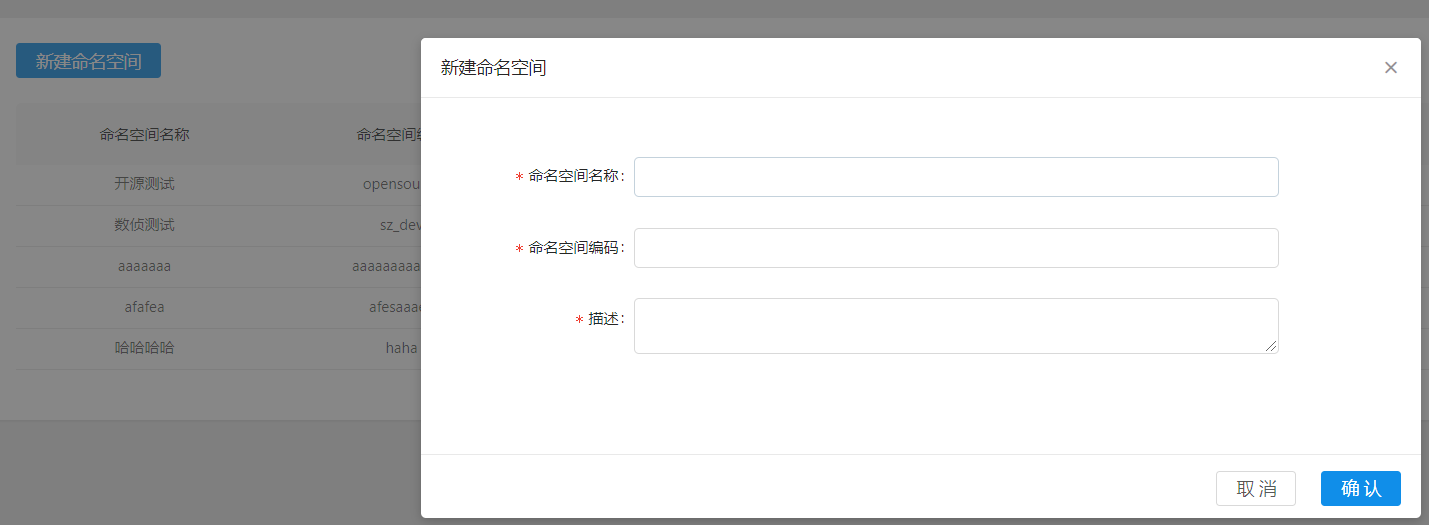 新建命名空间
新建命名空间
命名空间名称 命名空间
* 命名空间名称:
开源测试 opensou
数侦测试 sz_dev
* 命名空间编码:
aaaaaaa aaaaaaaaa
afafea afesaaa
* 描述:
哈哈哈哈 haha
取消 确认